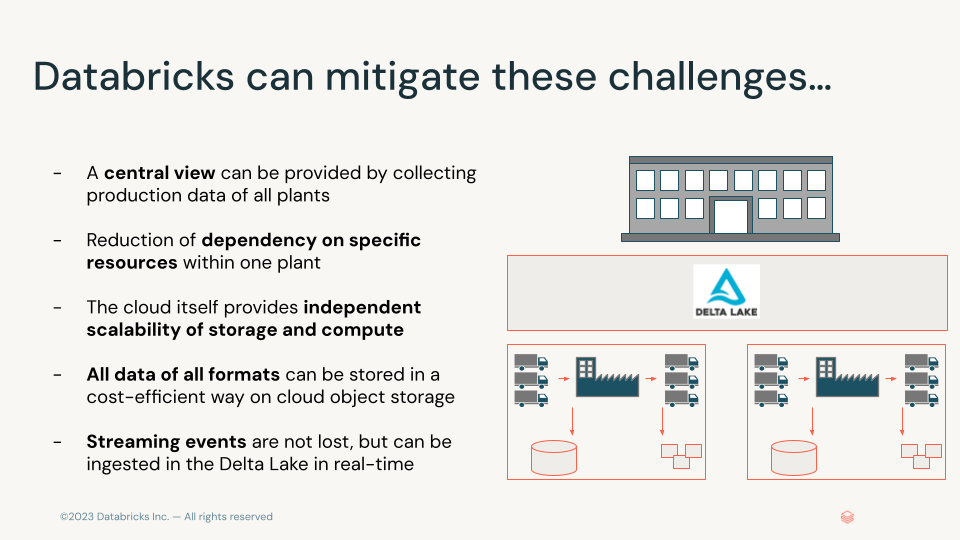 Databricks can mitigate these challenges…
- A central view can be provided by collecting
production data of all plants
- Reduction of dependency on specific
resources within one plant
- The cloud itself provides independent
scalability of storage and compute
- All data of all formats can be stored in a
cost-efficient way on cloud object storage
- Streaming events are not lost, but can be
ingested in the Delta Lake in real-time
DELTA LAKE
©2023 Databricks Inc. — All rights reserved